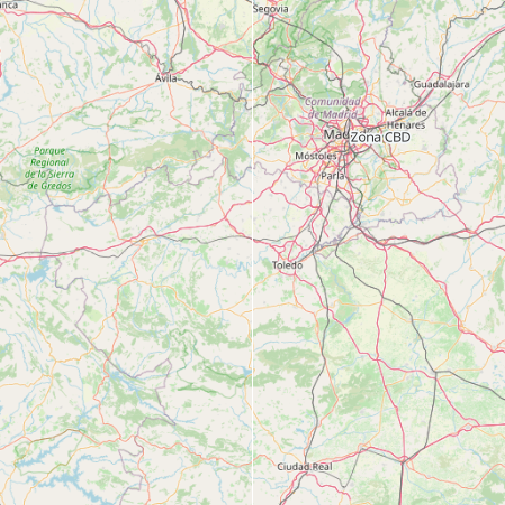 nca
Segovia
Ávila
Guadalajara
Comunidad
de Madrid
Alcalá de
Henares
Mad
Zona CBD
Móstoles
Parque
Regional
de la Sierra
de Gredos
Parla
Toledo
Ciudad Real